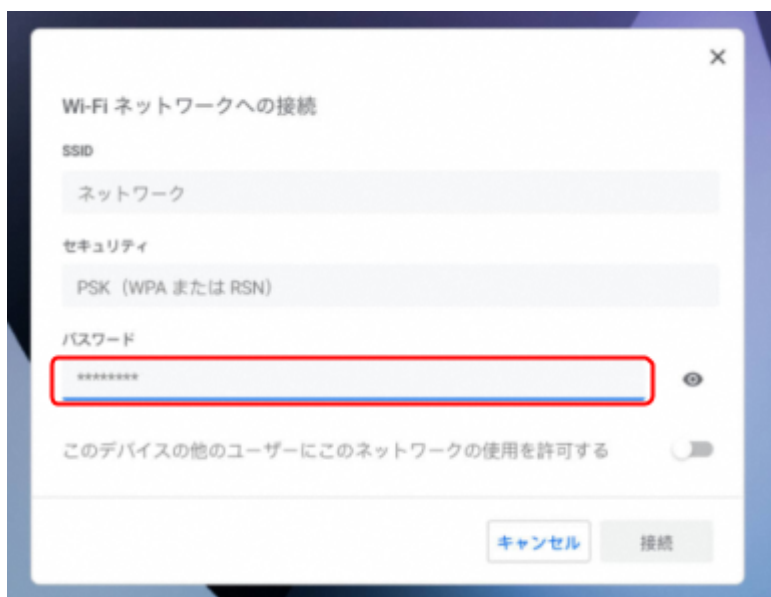 Wi-Fi ネットワークへの接続
SSID
ネットワーク
セキュリティ
PSK（WPA または RSN）
パスワード
********
このデバイスの他のユーザーにこのネットワークの使用を許可する
キャンセル
接続